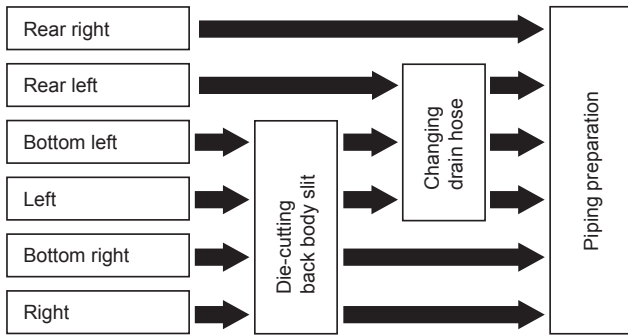 Rear right
Rear left
Bottom left
Left
Bottom right
Right
Die-cutting
back body slit
Changing
drain hose
Piping preparation